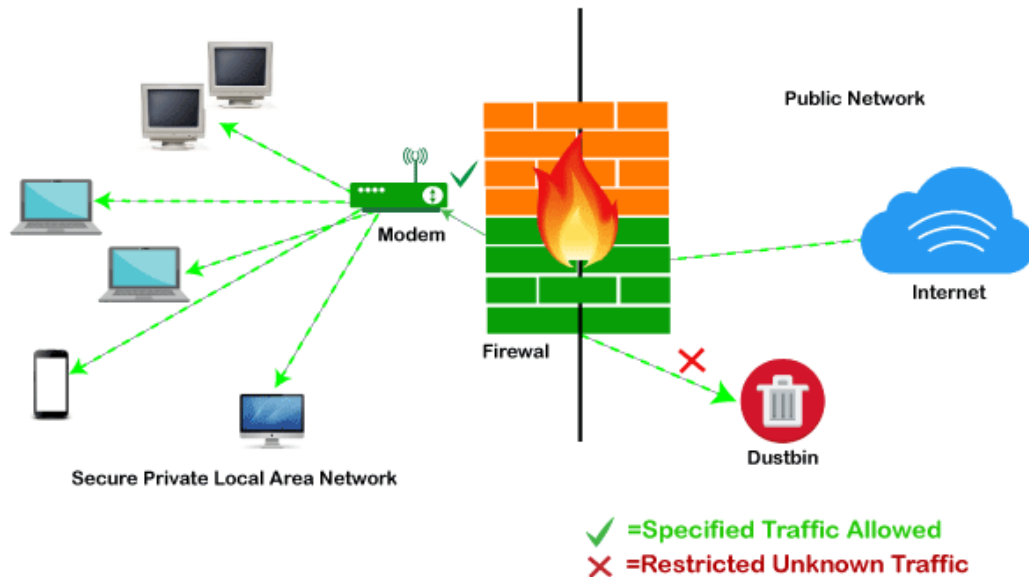 Public Network
Modem
Internet
Firewal
Dustbin
Secure Private Local Area Network
=Specified Traffic Allowed
=Restricted Unknown Traffic